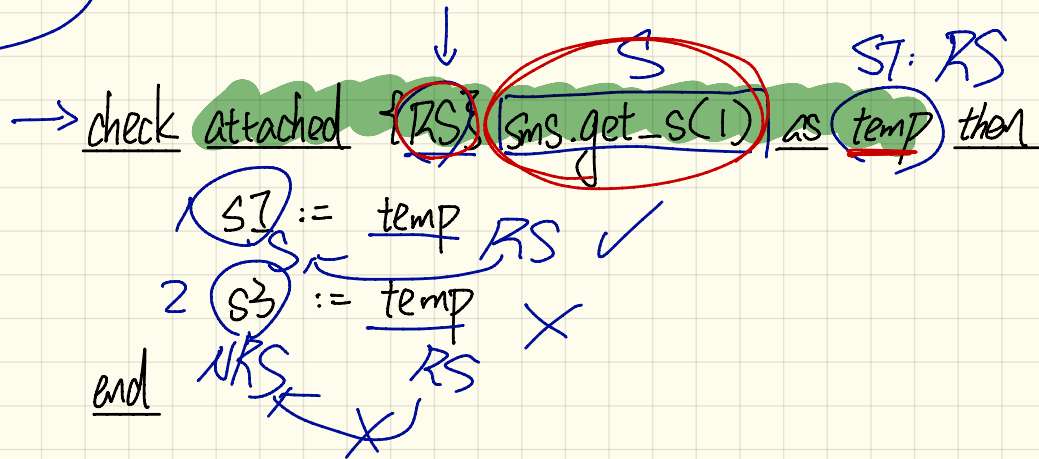 S ST: RS
check attached {RS} sms.get_s(1) as temp then
1 s1 := temp RS ✓
S
2 s3 := temp ✗
NRS RS
end